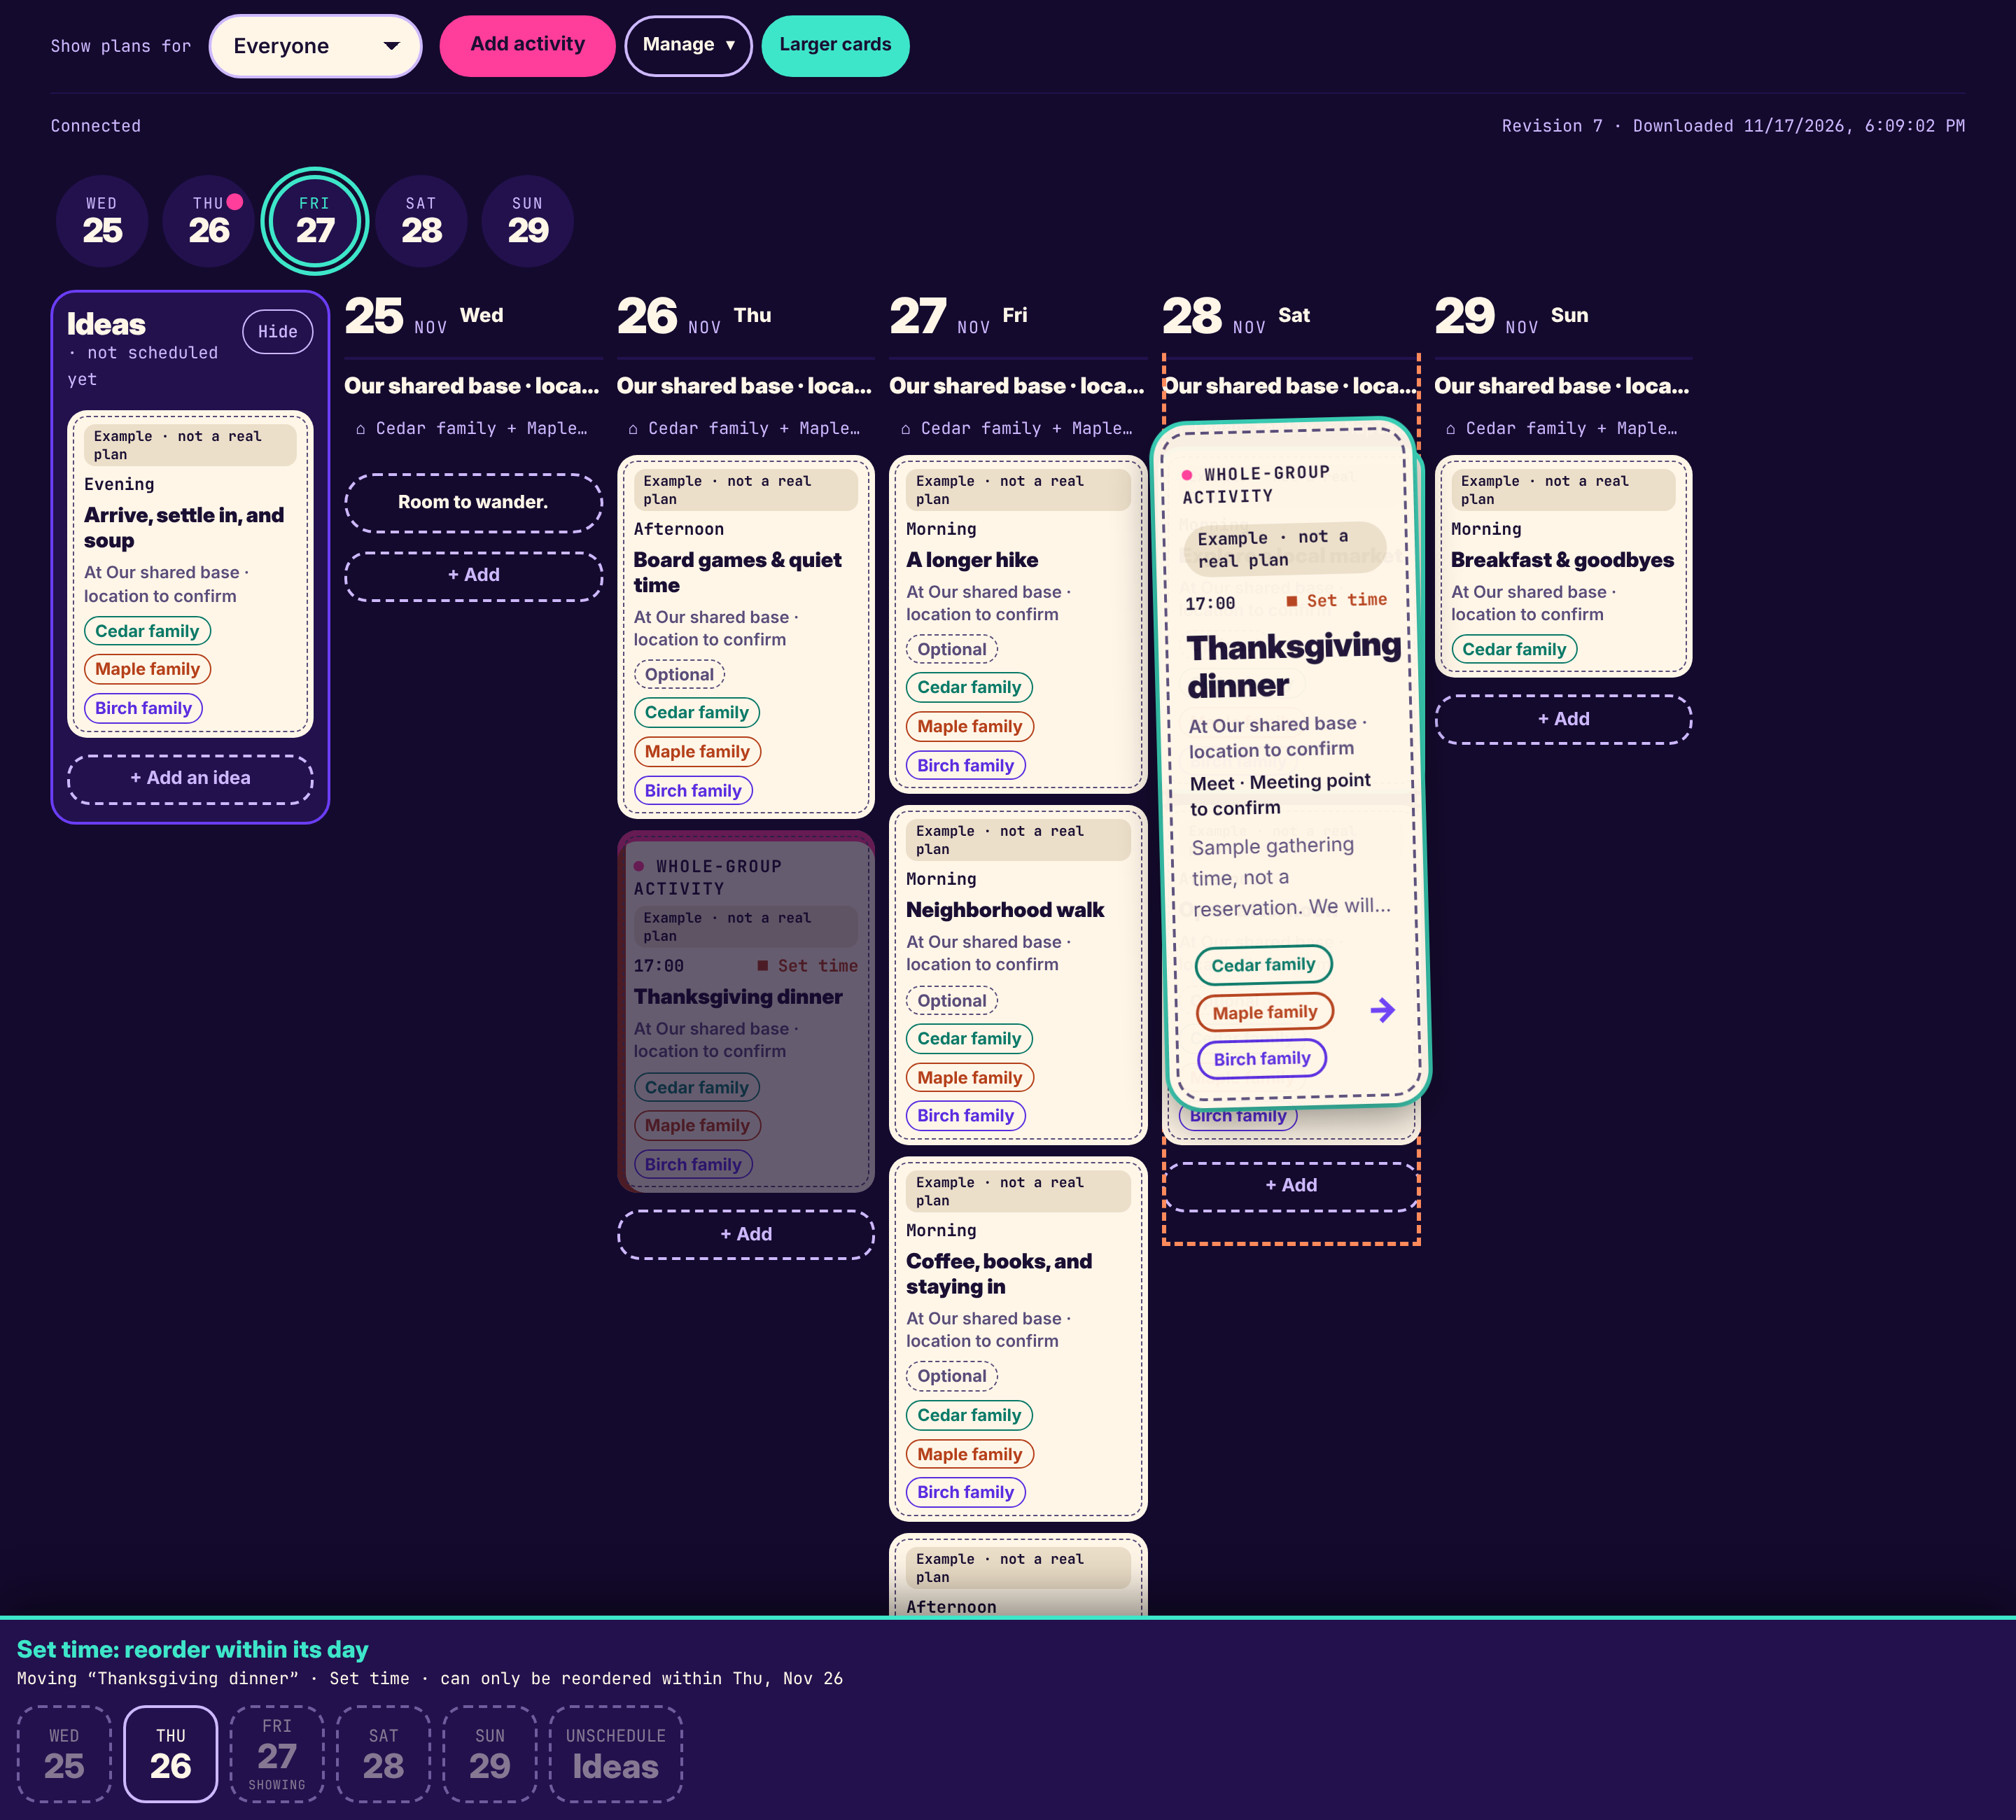 Show plans for
Everyone
Add activity
Manage ▾
Larger cards
Connected
Revision 7 · Downloaded 11/17/2026, 6:09:02 PM
WED
25
THU
26
FRI
27
SAT
28
SUN
29
Ideas
· not scheduled
yet
Hide
Example · not a real
plan
Evening
Arrive, settle in, and
soup
At Our shared base ·
location to confirm
Cedar family
Maple family
Birch family
+ Add an idea
25 NOV Wed
Our shared base · loca...
⌂ Cedar family + Maple…
Room to wander.
+ Add
26 NOV Thu
Our shared base · loca...
⌂ Cedar family + Maple…
Example · not a real
plan
Afternoon
Board games & quiet
time
At Our shared base ·
location to confirm
Optional
Cedar family
Maple family
Birch family
WHOLE-GROUP
ACTIVITY
Example · not a real
plan
17:00 ■ Set time
Thanksgiving dinner
At Our shared base ·
location to confirm
Cedar family
Maple family
Birch family
+ Add
27 NOV Fri
Our shared base · loca...
⌂ Cedar family + Maple…
Example · not a real
plan
Morning
A longer hike
At Our shared base ·
location to confirm
Optional
Cedar family
Maple family
Birch family
Example · not a real
plan
Morning
Neighborhood walk
At Our shared base ·
location to confirm
Optional
Cedar family
Maple family
Birch family
Example · not a real
plan
Morning
Coffee, books, and
staying in
At Our shared base ·
location to confirm
Optional
Cedar family
Maple family
Birch family
Example · not a real
plan
Afternoon
28 NOV Sat
Our shared base · loca...
WHOLE-GROUP
ACTIVITY
Example · not a
real plan
17:00 ■ Set time
Thanksgiving
dinner
At Our shared base ·
location to confirm
Meet · Meeting point
to confirm
Sample gathering
time, not a
reservation. We will...
Cedar family
Maple family
Birch family
Birch family
+ Add
29 NOV Sun
Our shared base · loca...
⌂ Cedar family + Maple…
Example · not a real
plan
Morning
Breakfast & goodbyes
At Our shared base ·
location to confirm
Cedar family
+ Add
Set time: reorder within its day
Moving “Thanksgiving dinner” · Set time · can only be reordered within Thu, Nov 26
WED
25
THU
26
FRI
27
SHOWING
SAT
28
SUN
29
UNSCHEDULE
Ideas